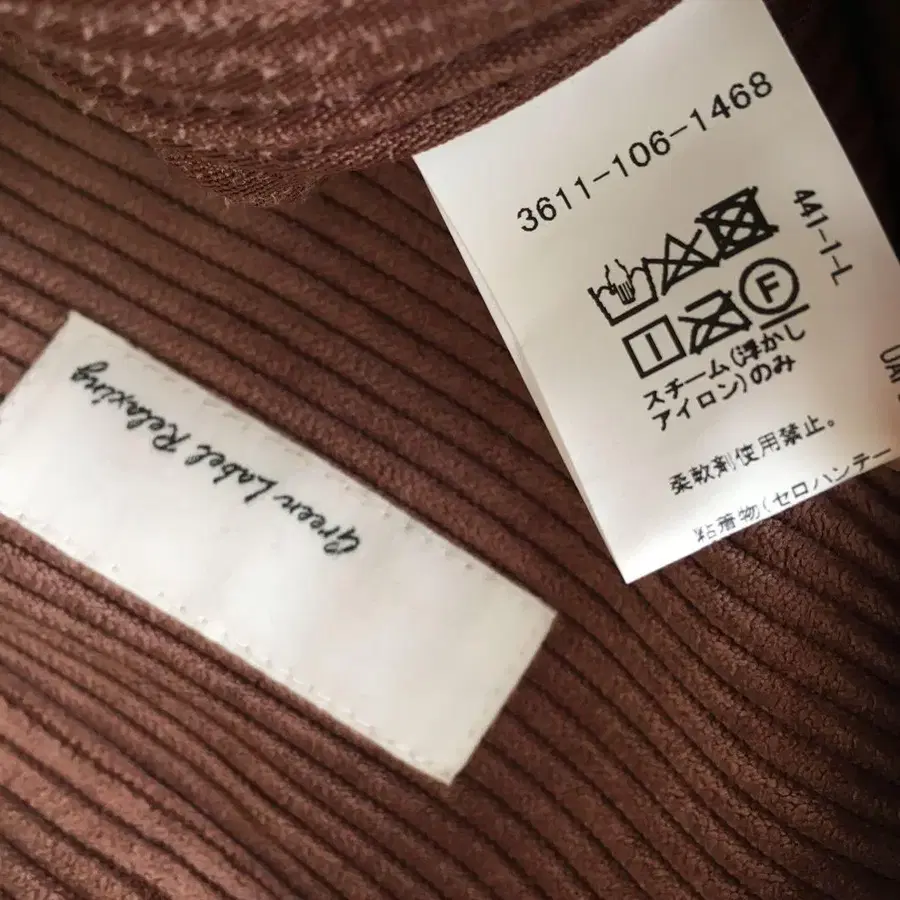 3611-106-1468
441-1-L
F
スチーム(浮かし
アイロン)のみ
柔軟剤使用禁止。
粘着物(セロハンテー
Green Label Relaxing